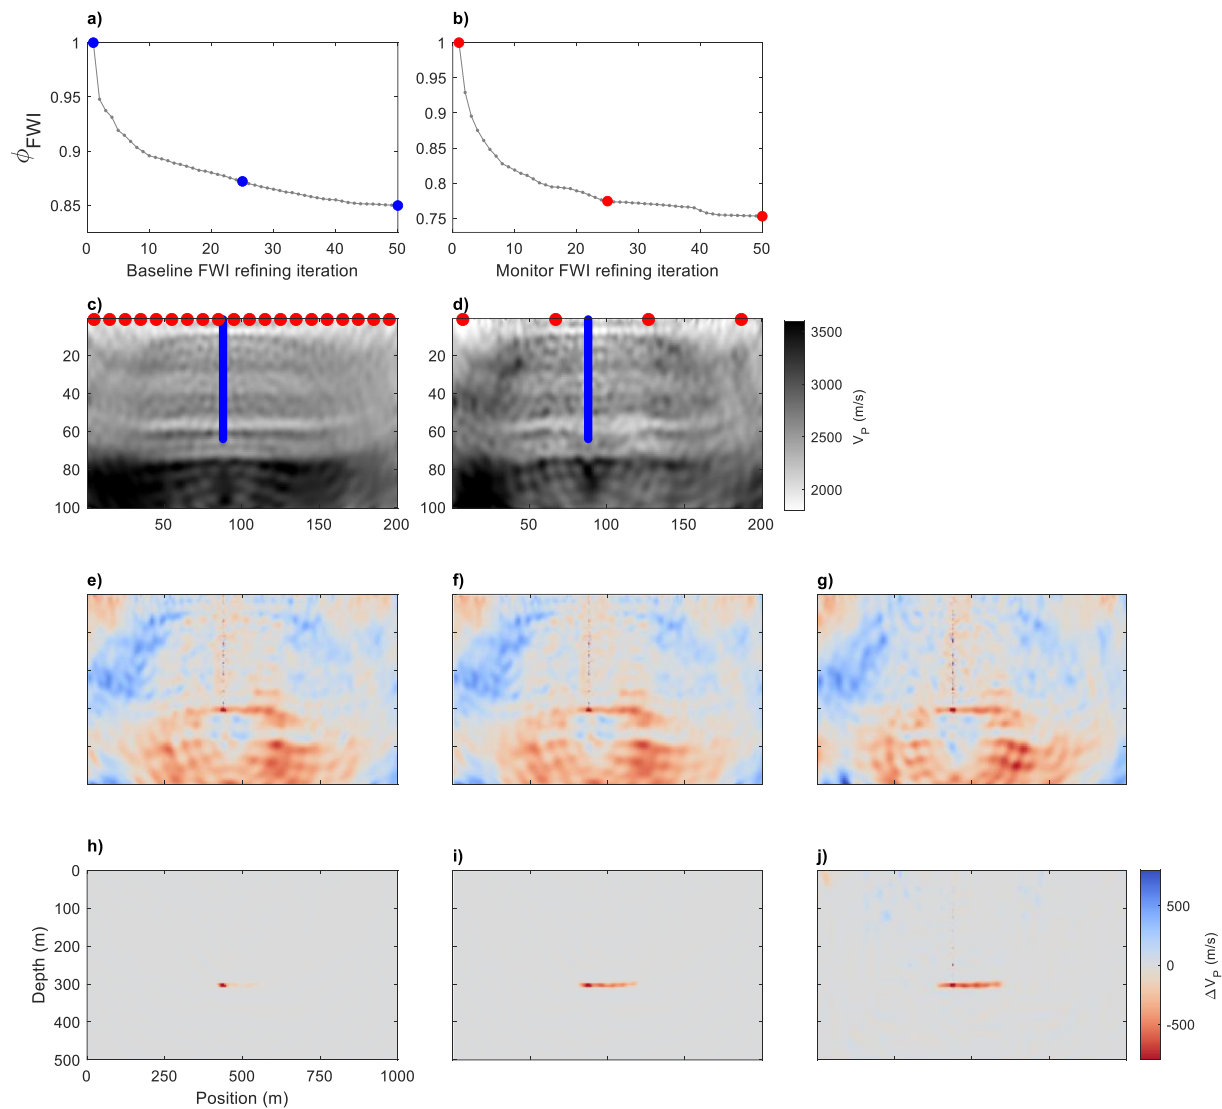 a)
b)
1
0.95
0.9
0.85
ϕFWI
0 10 20 30 40 50
Baseline FWI refining iteration
1
0.95
0.9
0.85
0.8
0.75
0 10 20 30 40 50
Monitor FWI refining iteration
c)
20
40
60
80
100
50 100 150 200
d)
20
40
60
80
100
50 100 150 200
3500
3000
2500
2000
VP (m/s)
e)
f)
g)
h)
0
100
200
300
400
500
Depth (m)
0 250 500 750 1000
Position (m)
i)
j)
500
0
-500
ΔVP (m/s)